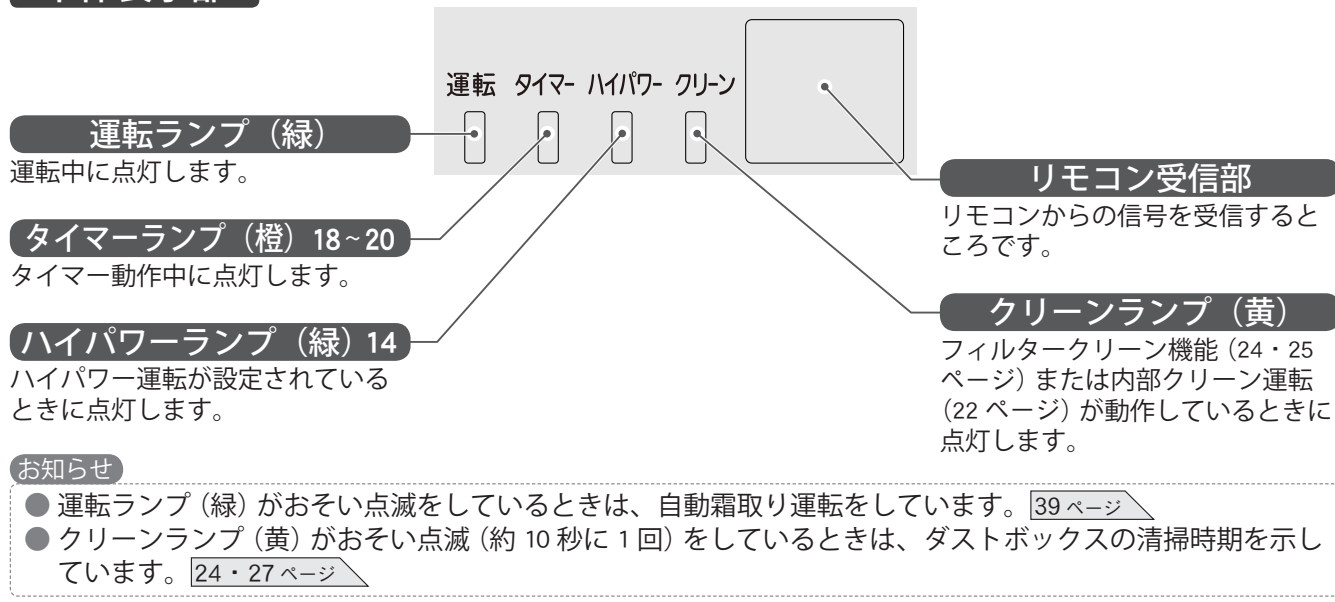 運転 タイマー ハイパワー クリーン
運転ランプ（緑）
運転中に点灯します。
タイマーランプ（橙）18~20
タイマー動作中に点灯します。
ハイパワーランプ（緑）14
ハイパワー運転が設定されている
ときに点灯します。
リモコン受信部
リモコンからの信号を受信すると
ころです。
クリーンランプ（黄）
フィルタークリーン機能（24・25
ページ）または内部クリーン運転
（22 ページ）が動作しているときに
点灯します。
お知らせ
● 運転ランプ（緑）がおそい点滅をしているときは、自動霜取り運転をしています。39 ページ
● クリーンランプ（黄）がおそい点滅（約 10 秒に 1 回）をしているときは、ダストボックスの清掃時期を示し
ています。24・27 ページ